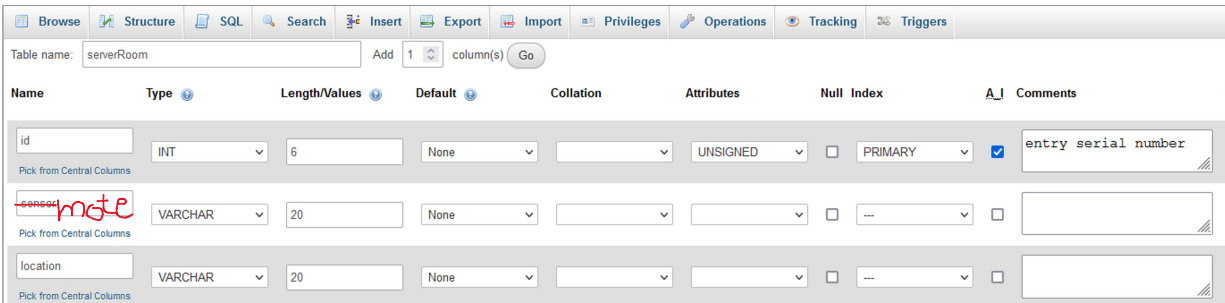 Browse Structure SQL Search Insert Export Import Privileges Operations Tracking Triggers
Table name: serverRoom Add 1 column(s) Go
Name Type Length/Values Default Collation Attributes Null Index A_I Comments
id INT 6 None UNSIGNED PRIMARY entry serial number
Pick from Central Columns
sensor mote VARCHAR 20 None ---
Pick from Central Columns
location VARCHAR 20 None ---
Pick from Central Columns